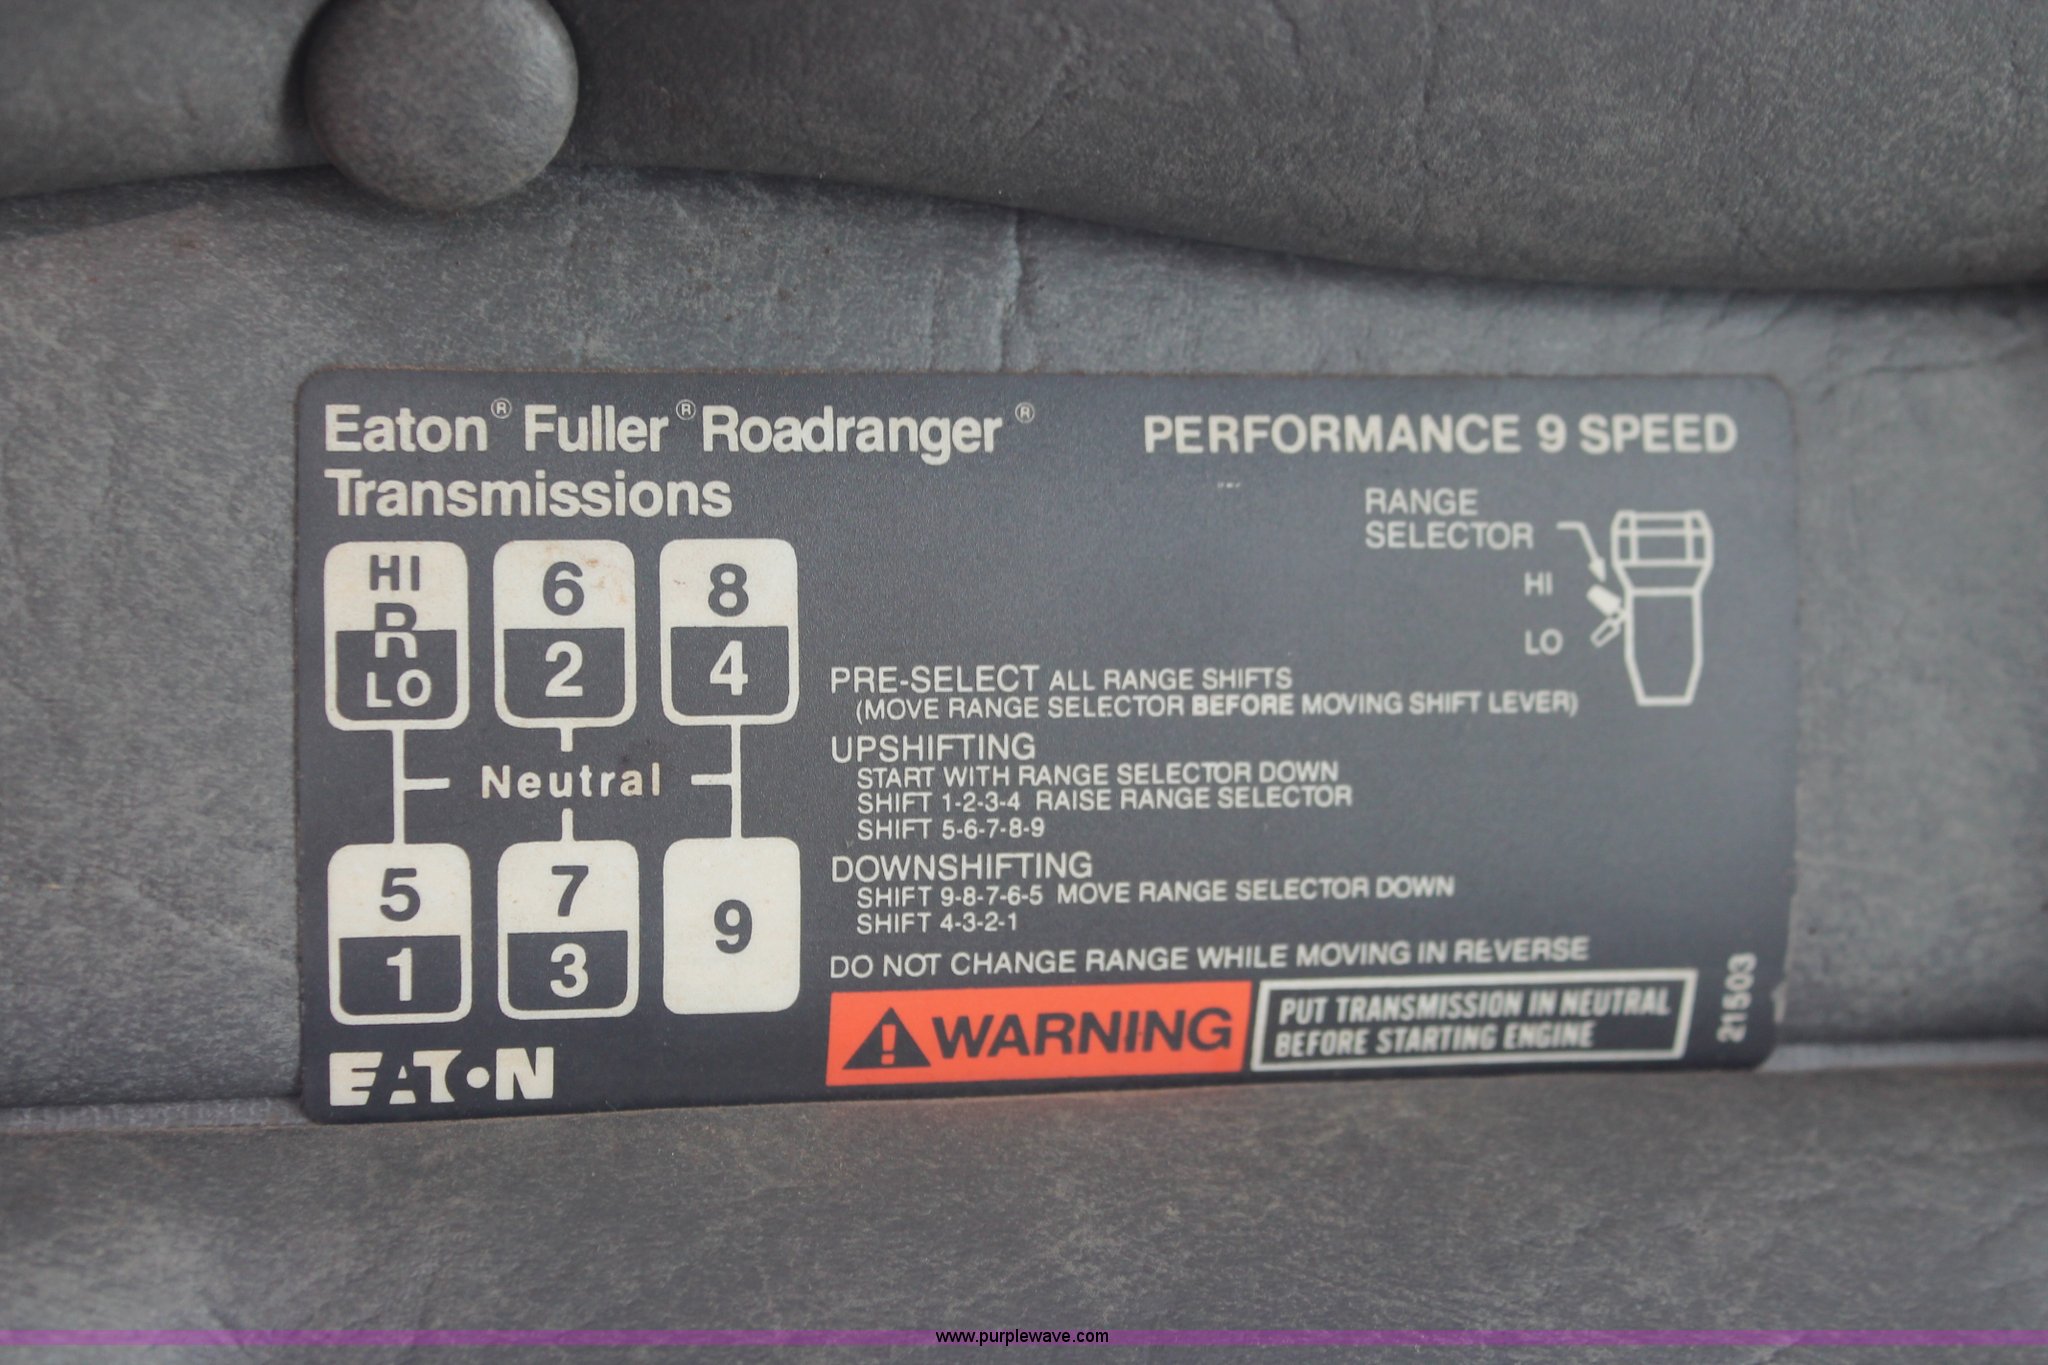 Eaton® Fuller® Roadranger®
Transmissions
PERFORMANCE 9 SPEED
HI
R
R
LO
6
2
8
4
Neutral
5
1
7
3
9
EATON
RANGE
SELECTOR
HI
LO
PRE-SELECT ALL RANGE SHIFTS
(MOVE RANGE SELECTOR BEFORE MOVING SHIFT LEVER)
UPSHIFTING
START WITH RANGE SELECTOR DOWN
SHIFT 1-2-3-4 RAISE RANGE SELECTOR
SHIFT 5-6-7-8-9
DOWNSHIFTING
SHIFT 9-8-7-6-5 MOVE RANGE SELECTOR DOWN
SHIFT 4-3-2-1
DO NOT CHANGE RANGE WHILE MOVING IN REVERSE
WARNING
PUT TRANSMISSION IN NEUTRAL
BEFORE STARTING ENGINE
21503
www.purplewave.com